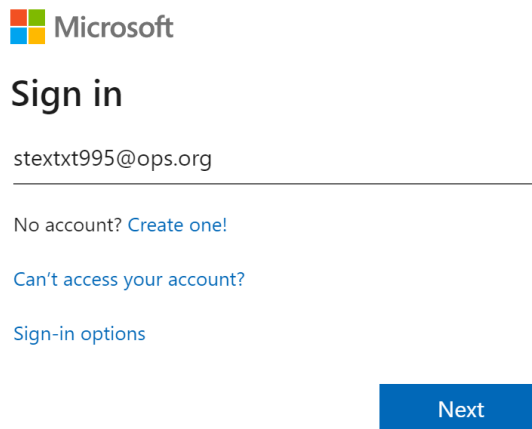 Microsoft
Sign in
stextxt995@ops.org
No account? Create one!
Can't access your account?
Sign-in options
Next